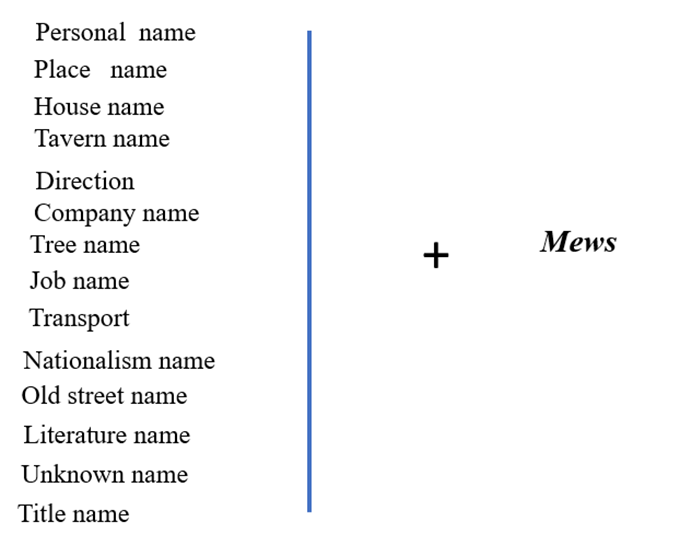 Personal name
Place name
House name
Tavern name
Direction
Company name
Tree name
Job name
Transport
Nationalism name
Old street name
Literature name
Unknown name
Title name
+
Mews